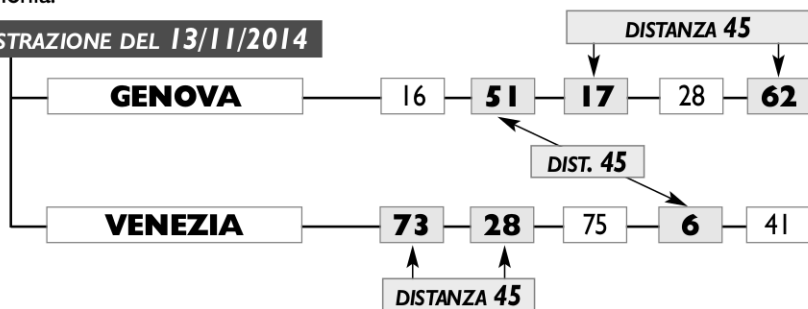 DISTANZA 45
STRAZIONE DEL 13/11/2014
GENOVA 16 51 17 28 62
DIST. 45
VENEZIA 73 28 75 6 41
DISTANZA 45